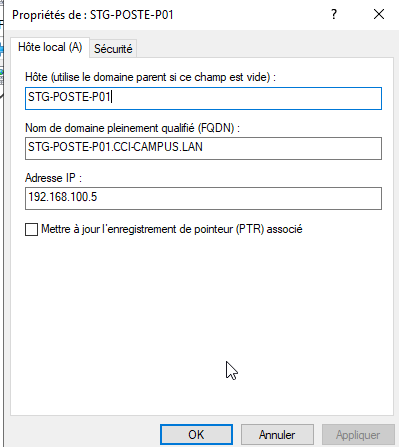 Propriétés de : STG-POSTE-P01
Hôte local (A)
Sécurité
Hôte (utilise le domaine parent si ce champ est vide) :
STG-POSTE-P01
Nom de domaine pleinement qualifié (FQDN) :
STG-POSTE-P01.CCI-CAMPUS.LAN
Adresse IP :
192.168.100.5
Mettre à jour l'enregistrement de pointeur (PTR) associé
OK
Annuler
Appliquer